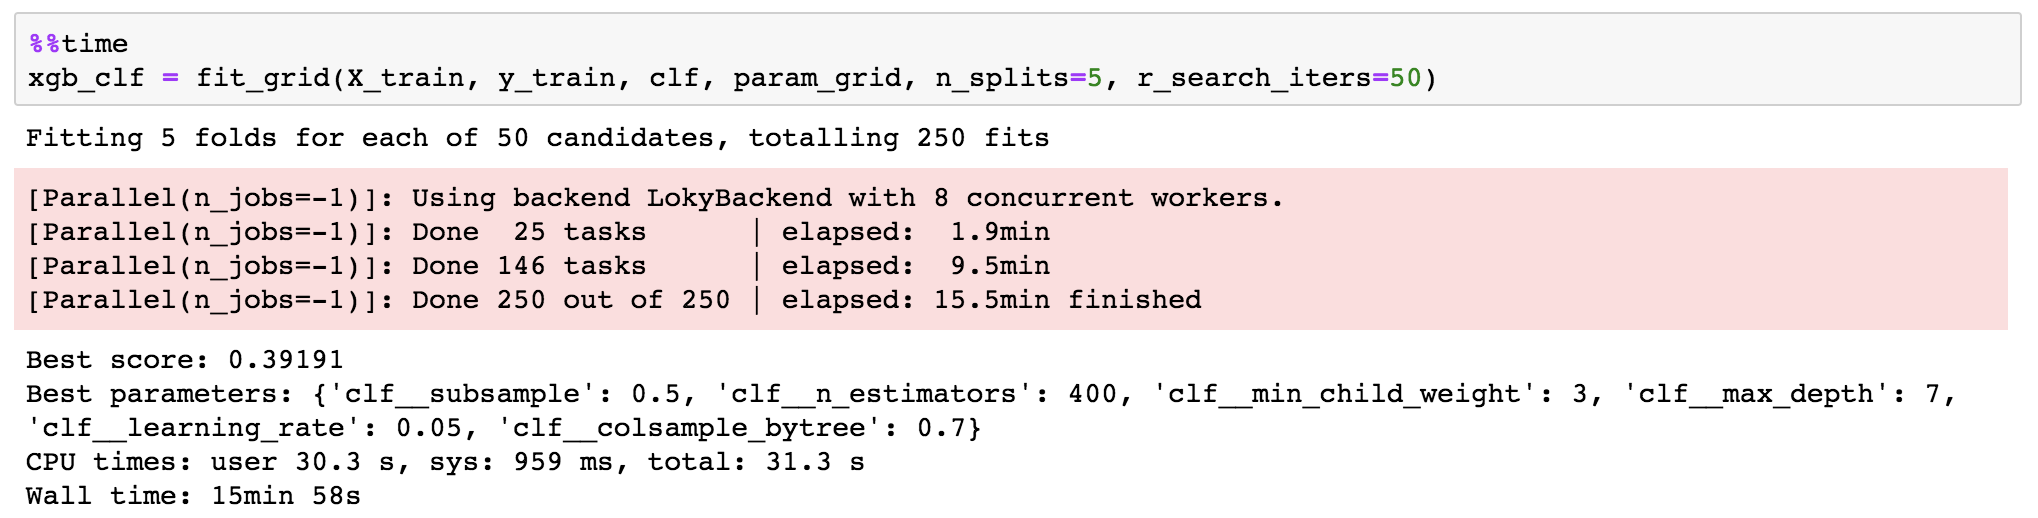 %%time
xgb_clf = fit_grid(X_train, y_train, clf, param_grid, n_splits=5, r_search_iters=50)
Fitting 5 folds for each of 50 candidates, totalling 250 fits
[Parallel(n_jobs=-1)]: Using backend LokyBackend with 8 concurrent workers.
[Parallel(n_jobs=-1)]: Done  25 tasks      | elapsed:  1.9min
[Parallel(n_jobs=-1)]: Done 146 tasks      | elapsed:  9.5min
[Parallel(n_jobs=-1)]: Done 250 out of 250 | elapsed: 15.5min finished
Best score: 0.39191
Best parameters: {'clf__subsample': 0.5, 'clf__n_estimators': 400, 'clf__min_child_weight': 3, 'clf__max_depth': 7,
'clf__learning_rate': 0.05, 'clf__colsample_bytree': 0.7}
CPU times: user 30.3 s, sys: 959 ms, total: 31.3 s
Wall time: 15min 58s